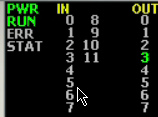 PWR IN OUT
RUN 0 8 0
ERR 1 9 1
STAT 2 10 2
3 11 3
4 4
5 5
6 6
7 7